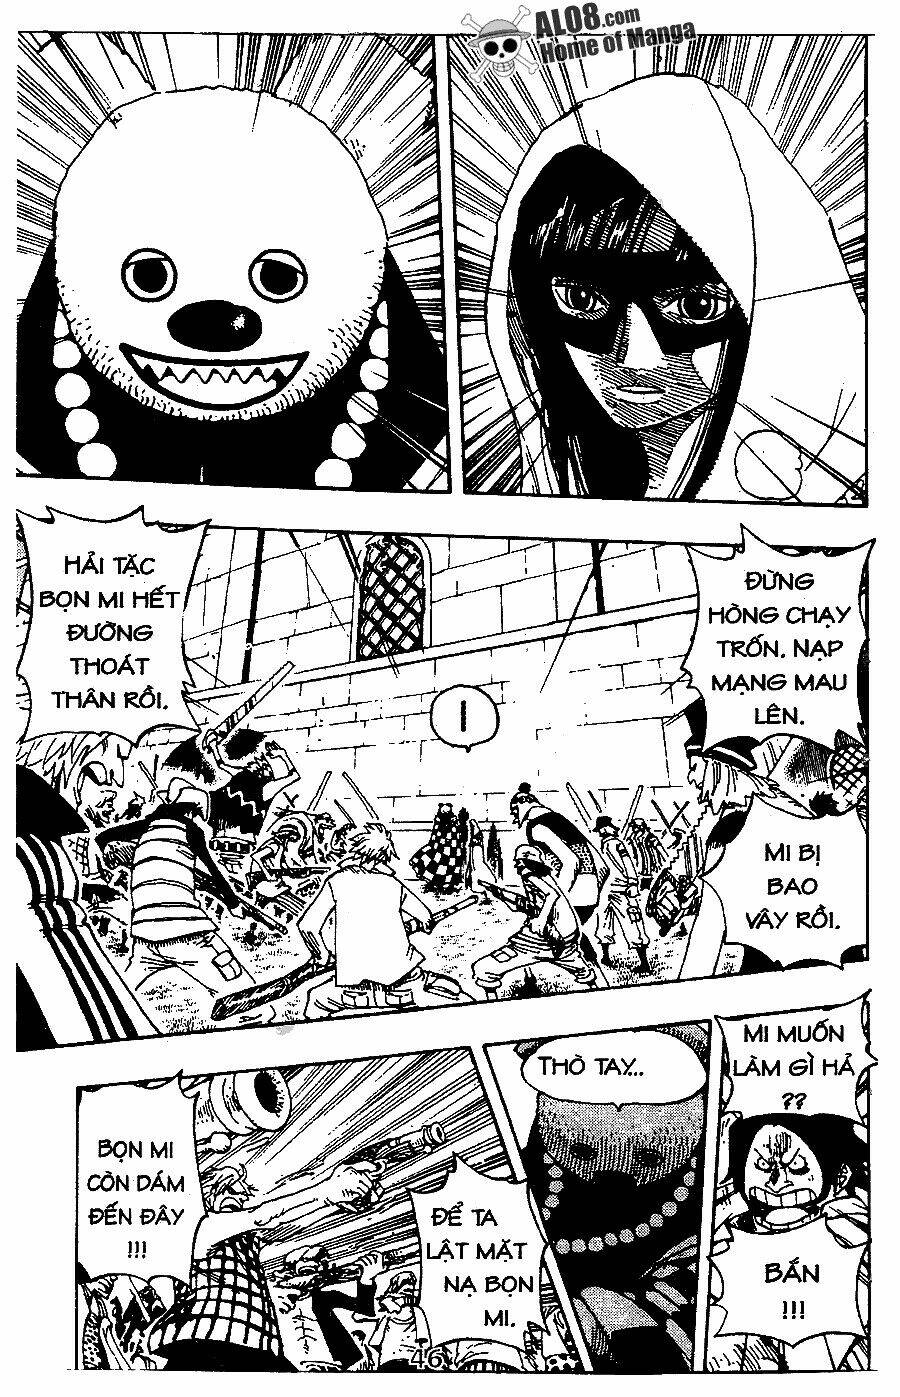 ALO8.com
Home of Manga
HẢI TẶC
BỌN MI HẾT
ĐƯỜNG
THOÁT
THÂN RỒI.
ĐỪNG
HÒNG CHẠY
TRỐN. NẠP
MẠNG MAU
LÊN.
!
MI BỊ
BAO
VÂY RỒI.
BỌN MI
CÒN DÁM
ĐẾN ĐÂY
!!!
ĐỂ TA
LẬT MẶT
NẠ BỌN
MI.
THÒ TAY...
MI MUỐN
LÀM GÌ HẢ
??
BẮN
!!!
46